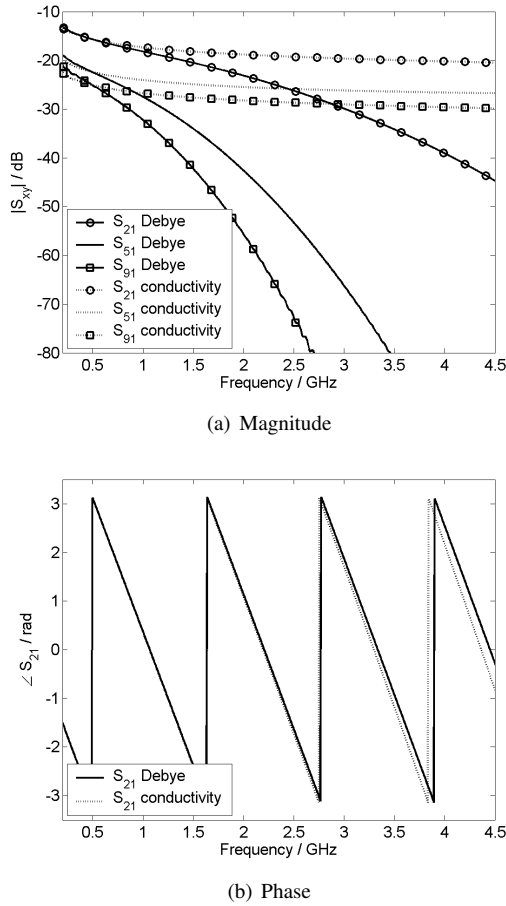 -10
-20
-30
-40
-50
-60
-70
-80
|S_xy| / dB
S_21 Debye
S_51 Debye
S_91 Debye
S_21 conductivity
S_51 conductivity
S_91 conductivity
0.5 1 1.5 2 2.5 3 3.5 4 4.5
Frequency / GHz
(a) Magnitude
3
2
1
0
-1
-2
-3
∠ S_21 / rad
S_21 Debye
S_21 conductivity
0.5 1 1.5 2 2.5 3 3.5 4 4.5
Frequency / GHz
(b) Phase